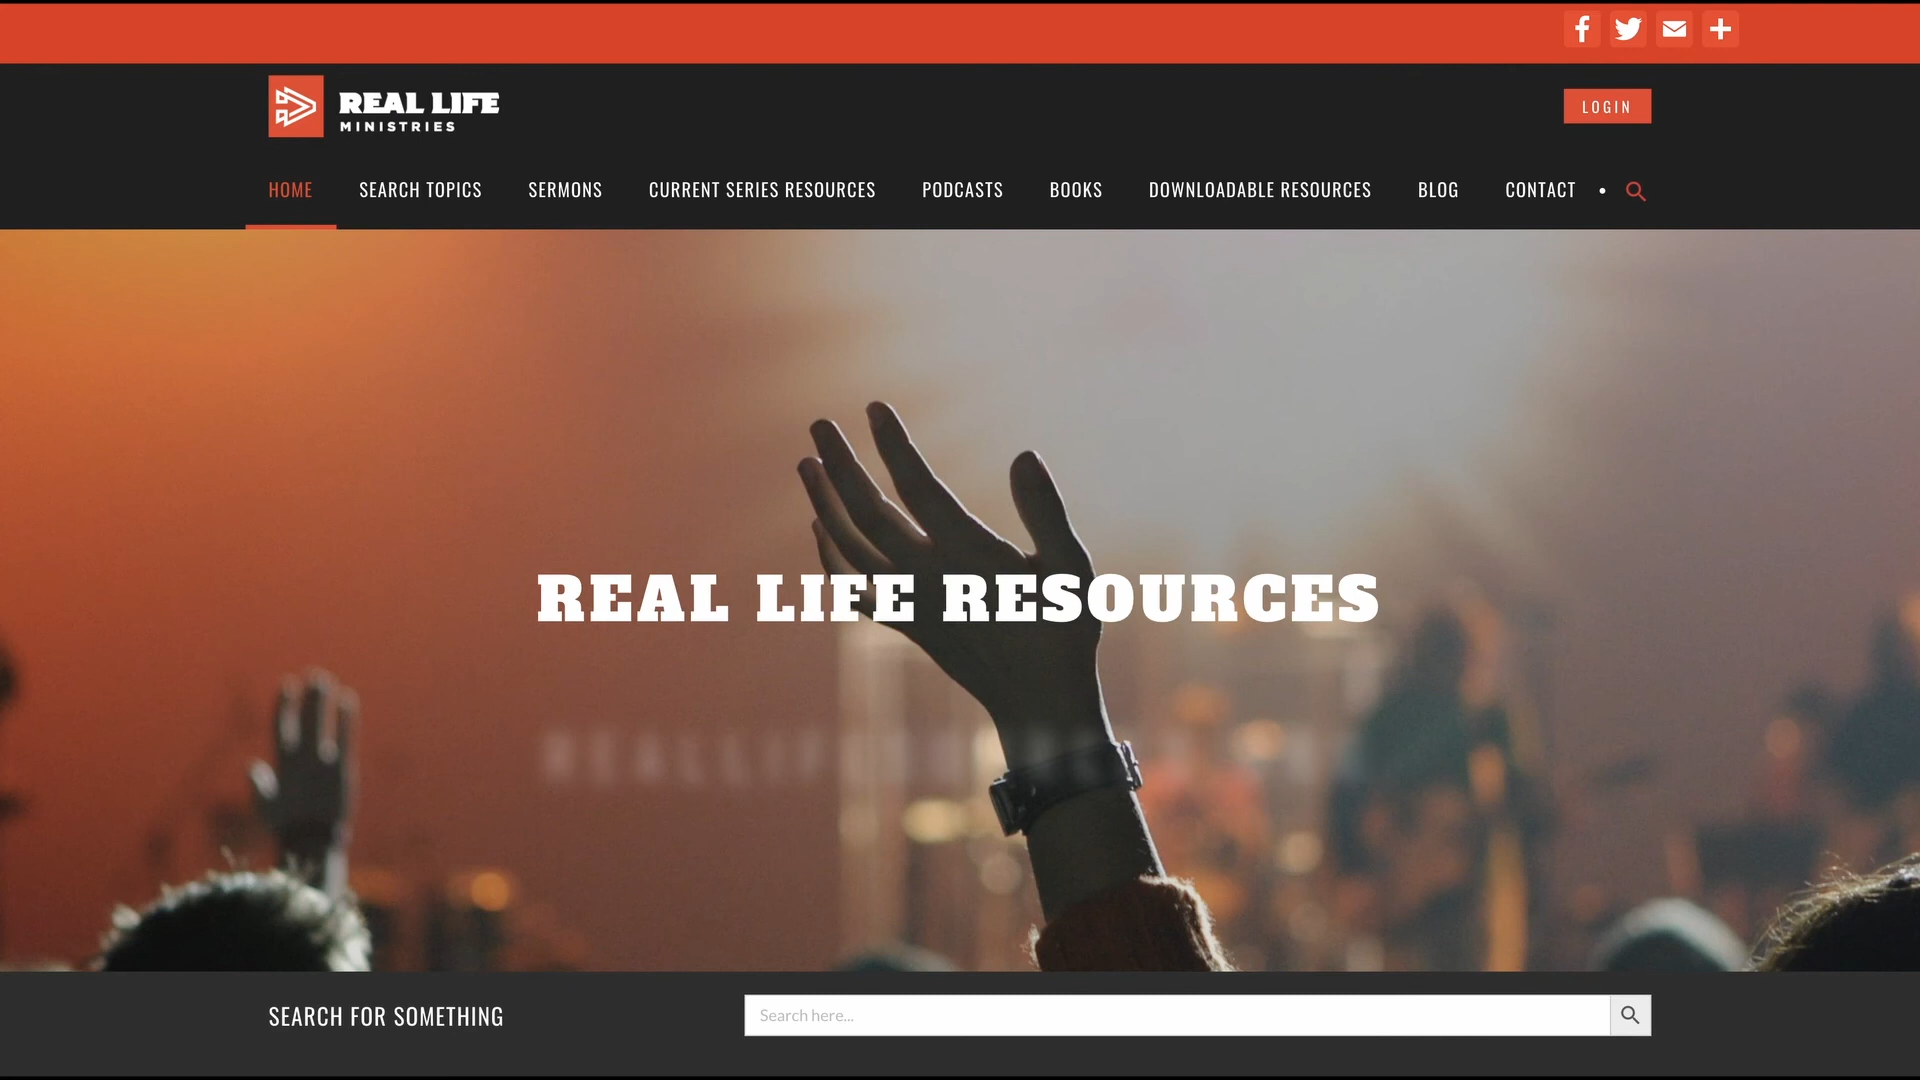 REAL LIFE
MINISTRIES
LOGIN
HOME SEARCH TOPICS SERMONS CURRENT SERIES RESOURCES PODCASTS BOOKS DOWNLOADABLE RESOURCES BLOG CONTACT
REAL LIFE RESOURCES
SEARCH FOR SOMETHING
Search here...